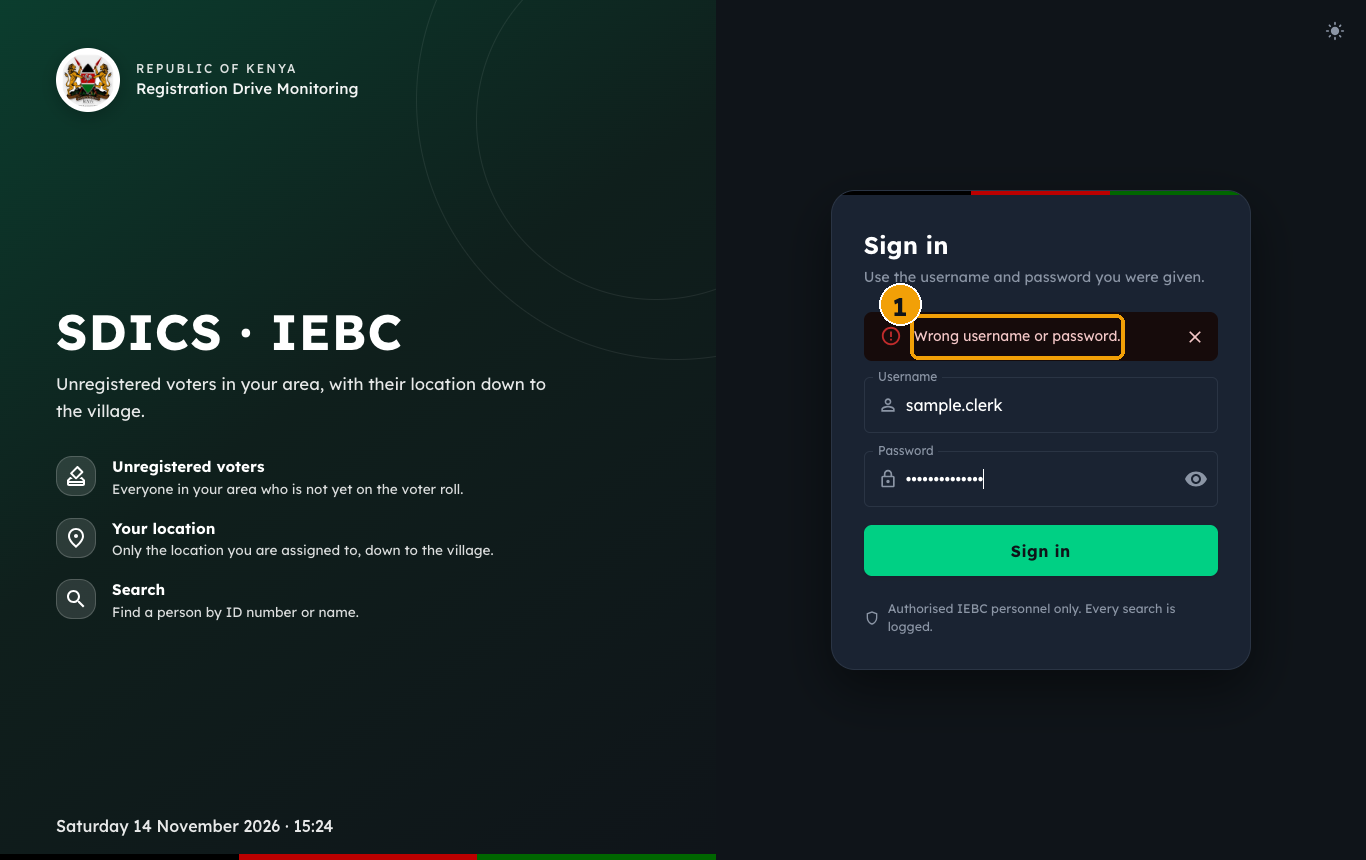 REPUBLIC OF KENYA
Registration Drive Monitoring
SDICS · IEBC
Unregistered voters in your area, with their location down to
the village.
Unregistered voters
Everyone in your area who is not yet on the voter roll.
Your location
Only the location you are assigned to, down to the village.
Search
Find a person by ID number or name.
Saturday 14 November 2026 · 15:24
Sign in
Use the username and password you were given.
1
Wrong username or password.
Username
sample.clerk
Password
••••••••••••••
Sign in
Authorised IEBC personnel only. Every search is
logged.